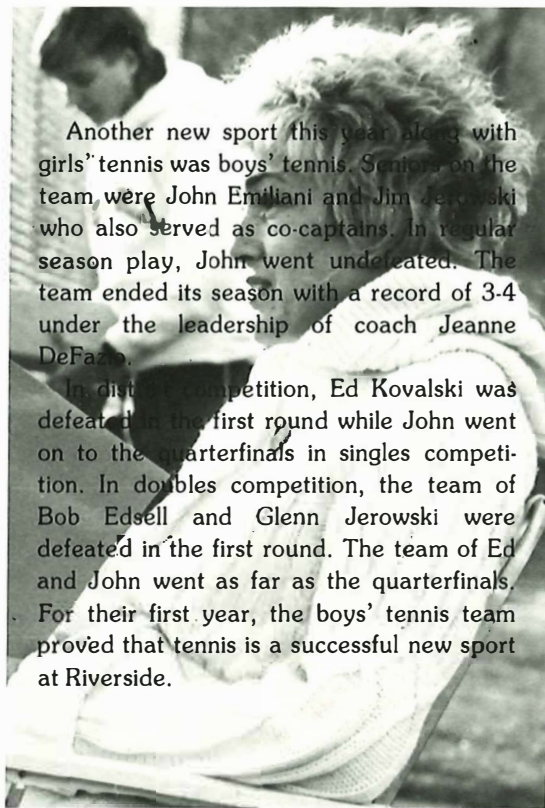 Another new sport this year along with
girls' tennis was boys' tennis. Seniors on the
team were John Emiliani and Jim Jerowski
who also served as co-captains. In regular
season play, John went undefeated. The
team ended its season with a record of 3-4
under the leadership of coach Jeanne
DeFazio.
In district competition, Ed Kovalski was
defeated in the first round while John went
on to the quarterfinals in singles competi-
tion. In doubles competition, the team of
Bob Edsell and Glenn Jerowski were
defeated in the first round. The team of Ed
and John went as far as the quarterfinals.
For their first year, the boys' tennis team
proved that tennis is a successful new sport
at Riverside.